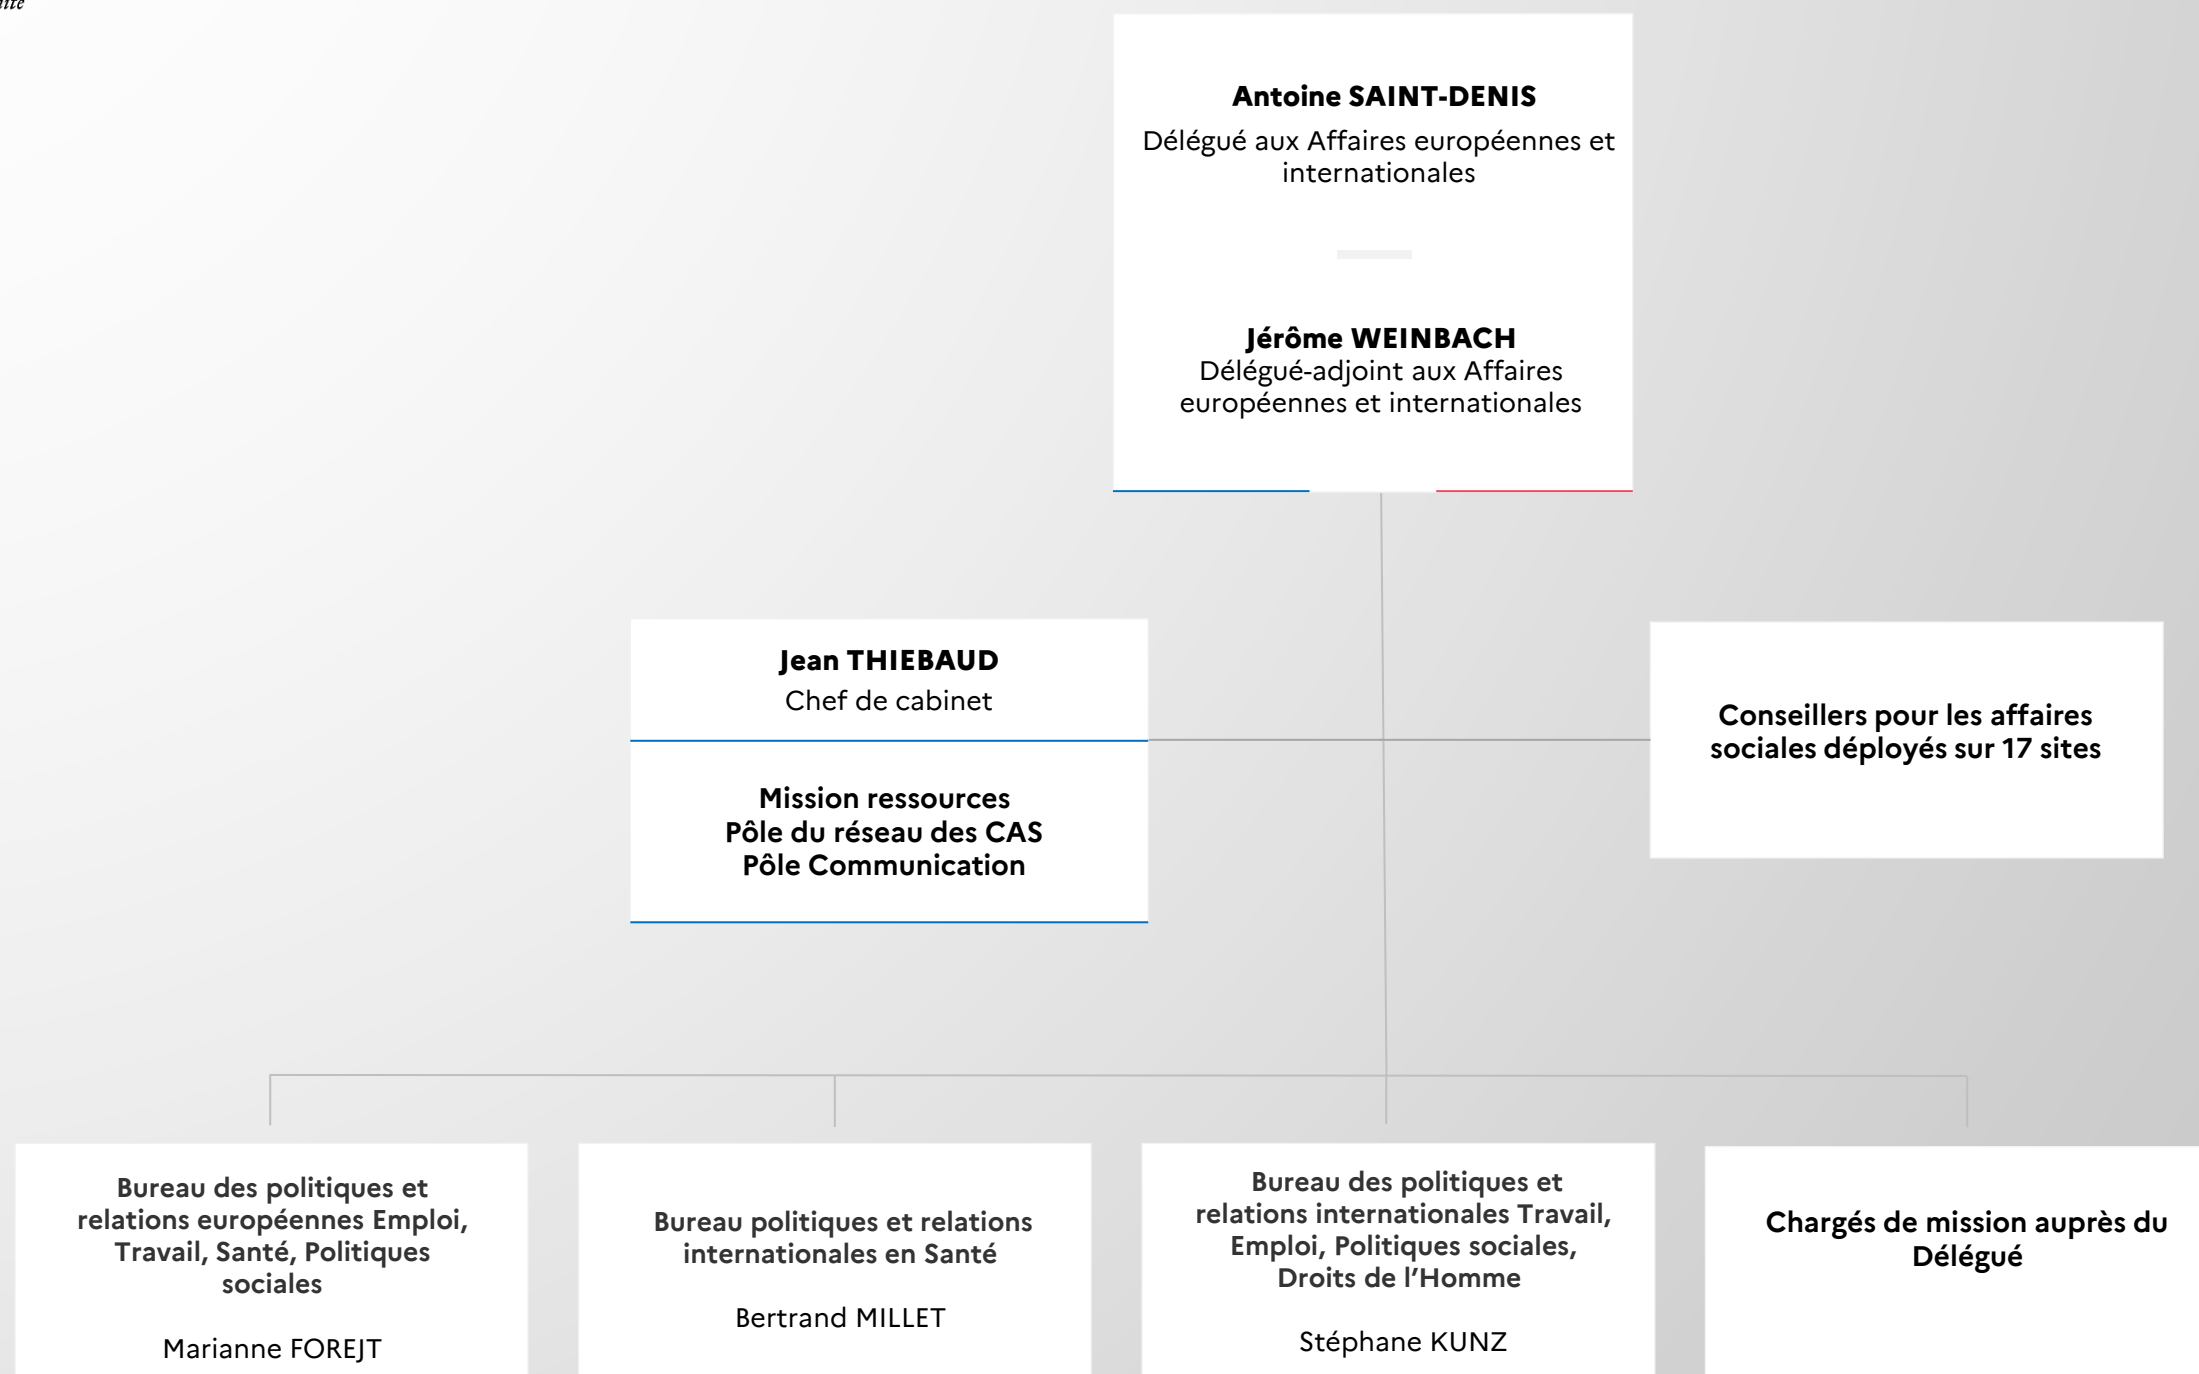 Antoine SAINT-DENIS
Délégué aux Affaires européennes et
internationales
Jérôme WEINBACH
Délégué-adjoint aux Affaires
européennes et internationales
Jean THIEBAUD
Chef de cabinet
Mission ressources
Pôle du réseau des CAS
Pôle Communication
Conseillers pour les affaires
sociales déployés sur 17 sites
Bureau des politiques et
relations européennes Emploi,
Travail, Santé, Politiques
sociales
Marianne FOREJT
Bureau politiques et relations
internationales en Santé
Bertrand MILLET
Bureau des politiques et
relations internationales Travail,
Emploi, Politiques sociales,
Droits de l’Homme
Stéphane KUNZ
Chargés de mission auprès du
Délégué